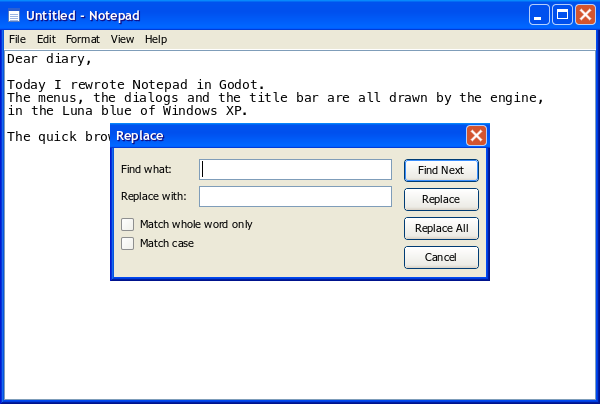 Untitled - Notepad
File Edit Format View Help
Dear diary,
Today I rewrote Notepad in Godot.
The menus, the dialogs and the title bar are all drawn by the engine,
in the Luna blue of Windows XP.
The quick
Replace
Find what:
Find Next
Replace with:
Replace
Match whole word only
Replace All
Match case
Cancel